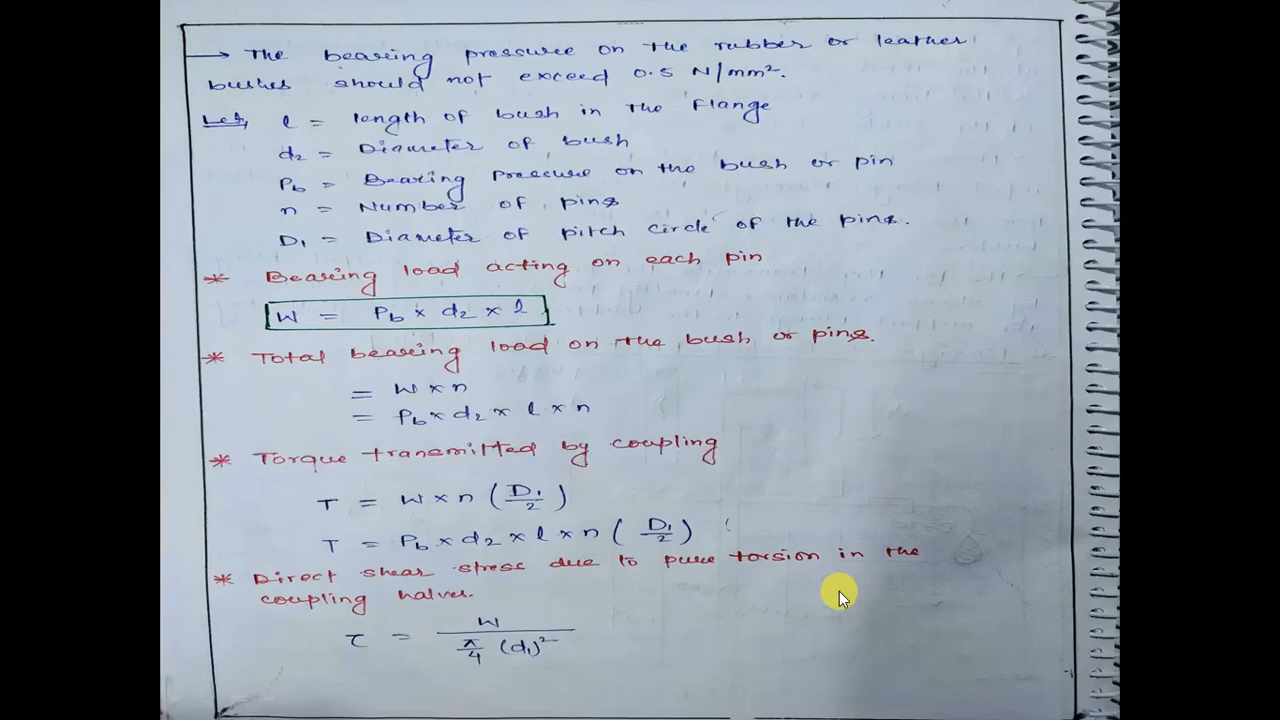 → The bearing pressure on the rubber or leather
bushes should not exceed 0.5 N/mm².
Let, l = length of bush in the Flange
d₂ = Diameter of bush
P_b = Bearing pressure on the bush or pin
n = Number of pins
D₁ = Diameter of pitch circle of the pins.
* Bearing load acting on each pin
W = P_b × d₂ × l
* Total bearing load on the bush or pins.
= W × n
= P_b × d₂ × l × n
* Torque transmitted by coupling
T = W × n (D₁/2)
T = P_b × d₂ × l × n (D₁/2)
* Direct shear stress due to pure torsion in the
coupling halves.
τ = W / (π/4 (d₁)²)